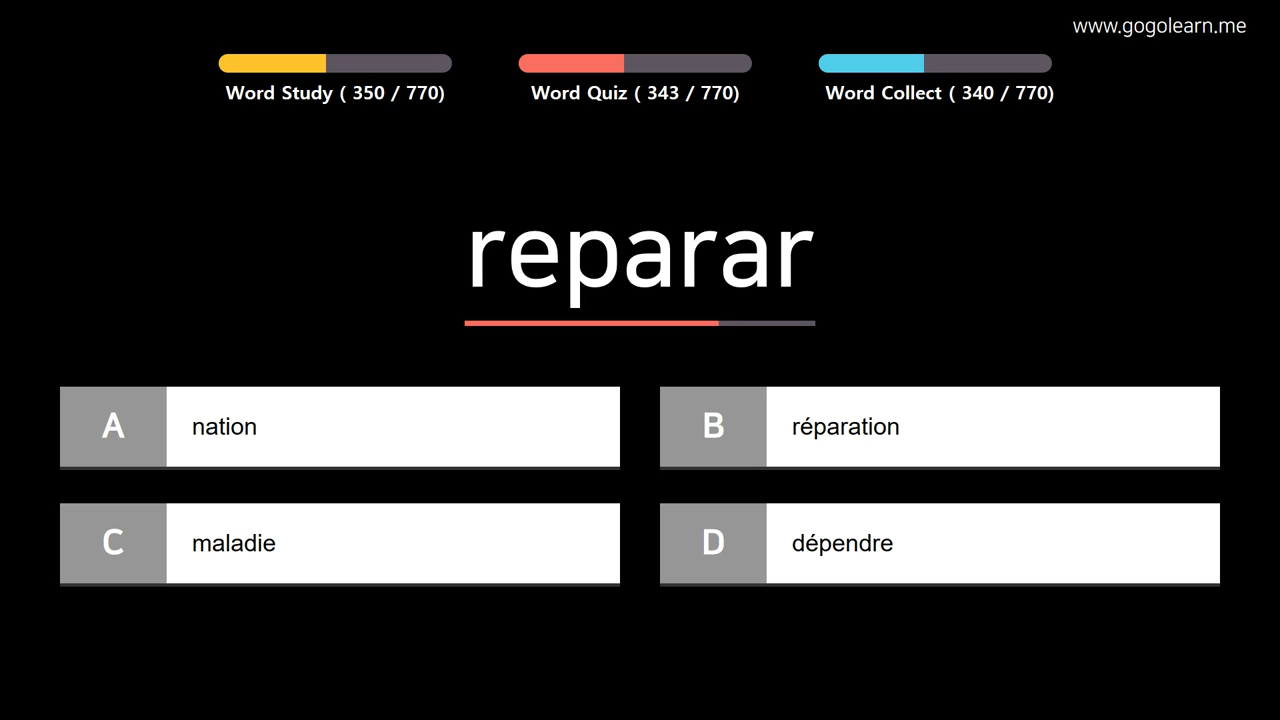 www.gogolearn.me
Word Study ( 350 / 770)
Word Quiz ( 343 / 770)
Word Collect ( 340 / 770)
reparar
A nation
B réparation
C maladie
D dépendre